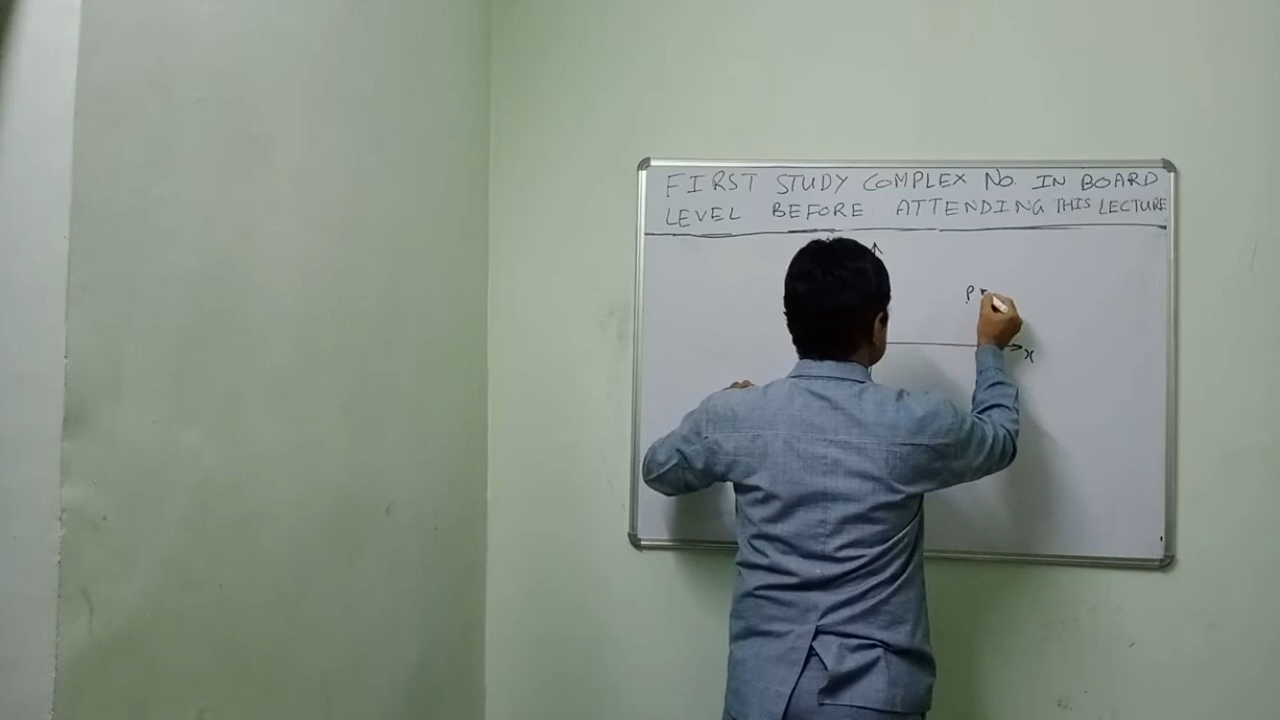 FIRST STUDY COMPLEX NO. IN BOARD
LEVEL BEFORE ATTENDING THIS LECTURE
P
x